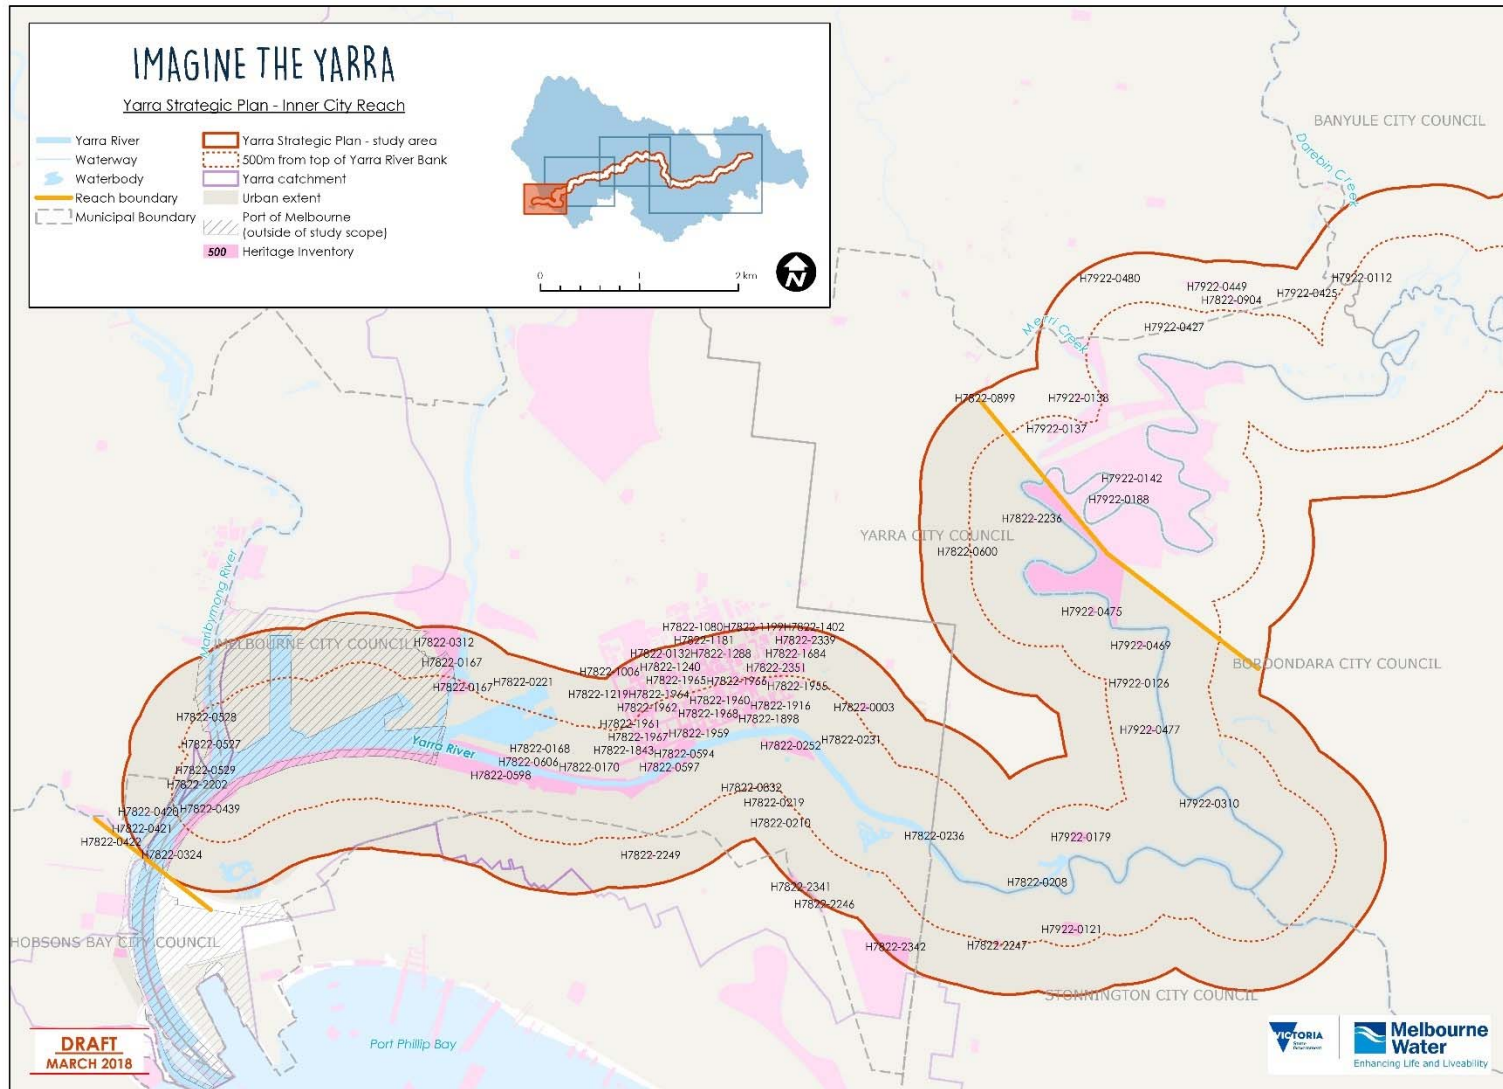 IMAGINE THE YARRA
Yarra Strategic Plan - Inner City Reach
Yarra River
Waterway
Waterbody
Reach boundary
Municipal Boundary
Yarra Strategic Plan - study area
500m from top of Yarra River Bank
Yarra catchment
Urban extent
Port of Melbourne
(outside of study scope)
500 Heritage Inventory
0 1 2 km
N
BANYULE CITY COUNCIL
Darebin Creek
H7922-0480
H7922-0449
H7822-0904
H7922-0425
H7922-0112
H7922-0427
Merri Creek
H7822-0899
H7922-0138
H7922-0137
H7922-0142
H7922-0188
H7822-2236
YARRA CITY COUNCIL
H7822-0600
H7922-0475
H7922-0469
BOROONDARA CITY COUNCIL
H7922-0126
H7922-0477
H7922-0310
H7922-0179
H7822-0236
H7822-0208
H7922-0121
H7822-2247
H7822-2342
STONNINGTON CITY COUNCIL
Maribyrnong River
MELBOURNE CITY COUNCIL
H7822-0312
H7822-0167
H7822-0167
H7822-0221
H7822-1080
H7822-1199
H7822-1402
H7822-1181
H7822-2339
H7822-0132
H7822-1288
H7822-1684
H7822-1006
H7822-1240
H7822-2351
H7822-1965
H7822-1966
H7822-1955
H7822-1219
H7822-1964
H7822-1960
H7822-1962
H7822-1916
H7822-0003
H7822-1968
H7822-1898
H7822-1961
H7822-1967
H7822-1959
H7822-0231
H7822-0252
H7822-1843
H7822-0594
H7822-0597
H7822-0168
H7822-0606
H7822-0170
H7822-0598
Yarra River
H7822-0528
H7822-0527
H7822-0529
H7822-2202
H7822-0439
H7822-0420
H7822-0421
H7822-0422
H7822-0324
H7822-0832
H7822-0219
H7822-0210
H7822-2249
H7822-2341
H7822-2246
HOBSONS BAY CITY COUNCIL
Port Phillip Bay
DRAFT
MARCH 2018
VICTORIA
State
Government
Melbourne
Water
Enhancing Life and Liveability